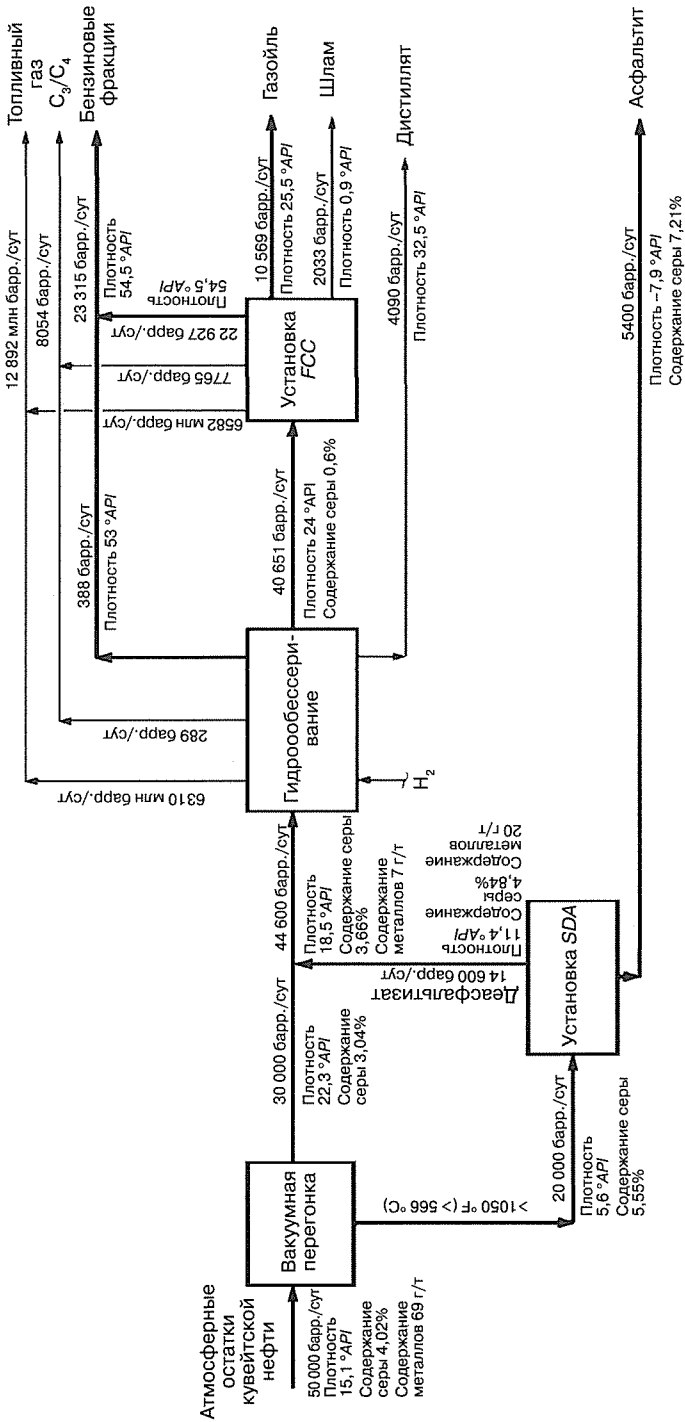 Атмосферные
остатки
кувейтской
нефти
50 000 барр./сут
Плотность
15,1 °API
Содержание
серы 4,02%
Содержание
металлов 69 г/т
Вакуумная
перегонка
>1050 °F (> 566 °C)
30 000 барр./сут
Плотность
22,3 °API
Содержание
серы 3,04%
20 000 барр./сут
Плотность
5,6 °API
Содержание серы
5,55%
Установка SDA
Деасфальтизат
14 600 барр./сут
Плотность
11,4 °API
Содержание
серы
4,84%
Содержание
металлов
20 г/т
44 600 барр./сут
Плотность
18,5 °API
Содержание серы
3,66%
Содержание
металлов 7 г/т
Гидроообессери-
вание
H2
6310 млн барр./сут
289 барр./сут
388 барр./сут
Плотность 53 °API
40 651 барр./сут
Плотность 24 °API
Содержание серы 0,6%
Установка
FCC
6582 млн барр./сут
7765 барр./сут
22 927 барр./сут
Плотность
54,5 °API
12 892 млн барр./сут
8054 барр./сут
23 315 барр./сут
Плотность
54,5 °API
10 569 барр./сут
Плотность 25,5 °API
2033 барр./сут
Плотность 0,9 °API
4090 барр./сут
Плотность 32,5 °API
5400 барр./сут
Плотность –7,9 °API
Содержание серы 7,21%
Топливный
газ
C3/C4
Бензиновые
фракции
Газойль
Шлам
Дистиллят
Асфальтит